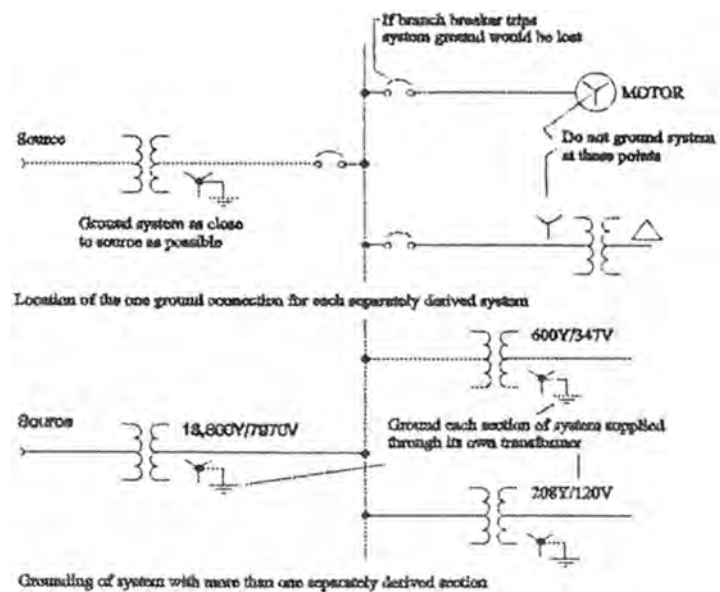 If branch breaker trips
system ground would be lost
MOTOR
Source
Do not ground system
at these points
Ground system as close
to source as possible
Location of the one ground connection for each separately derived system
600Y/347V
Source
13,800Y/7970V
Ground each section of system supplied
through its own transformer
208Y/120V
Grounding of system with more than one separately derived section